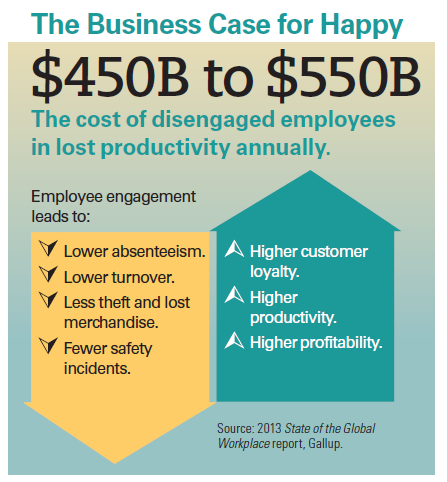 The Business Case for Happy
$450B to $550B
The cost of disengaged employees
in lost productivity annually.
Employee engagement
leads to:
Lower absenteeism.
Lower turnover.
Less theft and lost
merchandise.
Fewer safety
incidents.
Higher customer
loyalty.
Higher
productivity.
Higher profitability.
Source: 2013 State of the Global
Workplace report, Gallup.